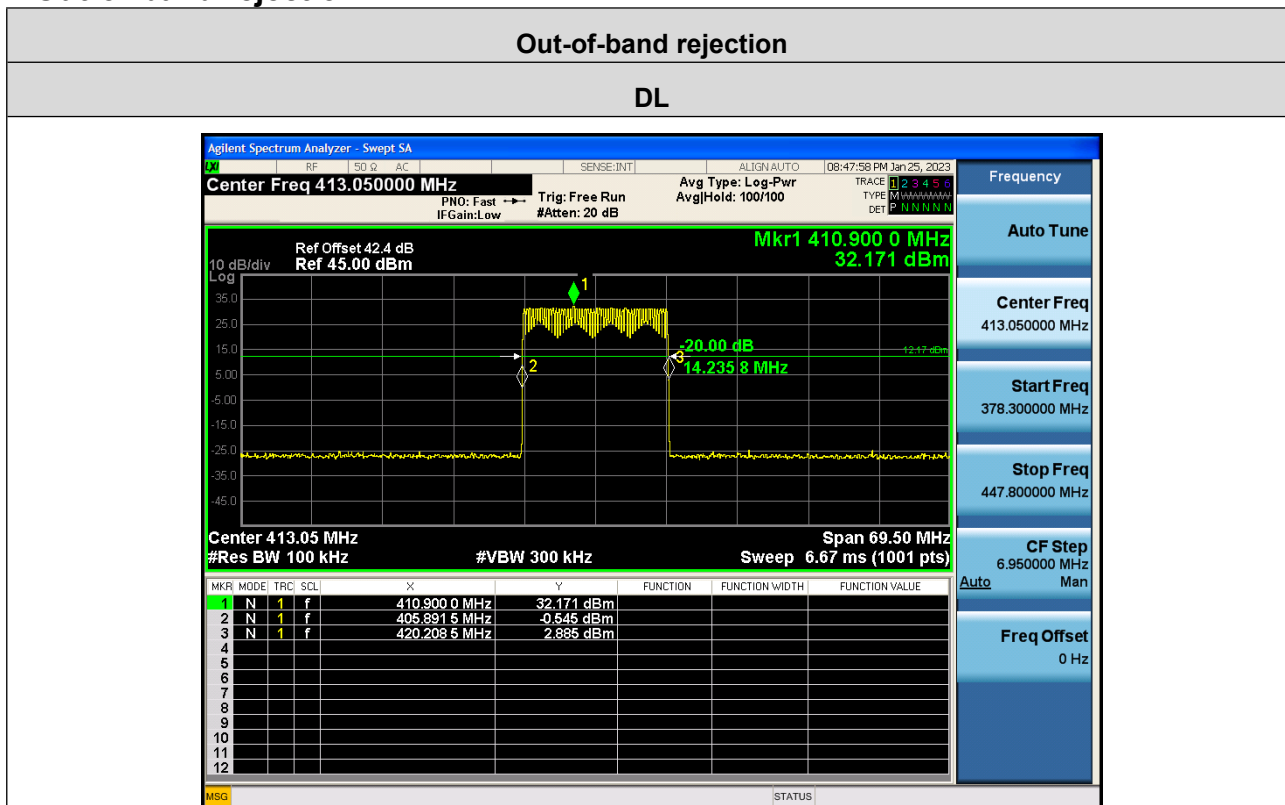 Out-of-band rejection
DL
Agilent Spectrum Analyzer - Swept SA
LXI RF 50 Ω AC SENSE:INT ALIGN AUTO 08:47:58 PM Jan 25, 2023
Center Freq 413.050000 MHz
PNO: Fast
IFGain:Low
Trig: Free Run
#Atten: 20 dB
Avg Type: Log-Pwr
Avg|Hold: 100/100
TRACE 1 2 3 4 5 6
TYPE M
DET P N N N N N
Frequency
Auto Tune
Center Freq
413.050000 MHz
Start Freq
378.300000 MHz
Stop Freq
447.800000 MHz
CF Step
6.950000 MHz
Auto Man
Freq Offset
0 Hz
Mkr1 410.900 0 MHz
32.171 dBm
Ref Offset 42.4 dB
10 dB/div Ref 45.00 dBm
Log
35.0
25.0
15.0
5.00
-5.00
-15.0
-25.0
-35.0
-45.0
1
2
3
-20.00 dB
14.235 8 MHz
12.17 dBm
Center 413.05 MHz Span 69.50 MHz
#Res BW 100 kHz #VBW 300 kHz Sweep 6.67 ms (1001 pts)
MKR MODE TRC SCL X Y FUNCTION FUNCTION WIDTH FUNCTION VALUE
1 N 1 f 410.900 0 MHz 32.171 dBm
2 N 1 f 405.891 5 MHz -0.545 dBm
3 N 1 f 420.208 5 MHz 2.885 dBm
4
5
6
7
8
9
10
11
12
MSG STATUS